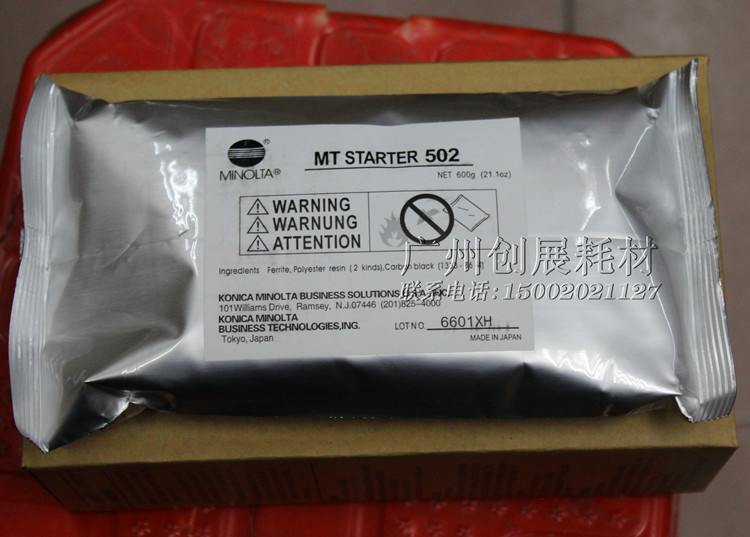 MINOLTA®
MT STARTER 502
NET 600g (21.1oz)
WARNING
WARNUNG
ATTENTION
Ingredients Ferrite, Polyester resin ( 2 kinds), Carbon black
广州创展耗材
联系电话:15002021127
KONICA MINOLTA BUSINESS SOLUTIONS U.S.A., INC.
101Williams Drive, Ramsey, N.J.07446 (201)825-4000
KONICA MINOLTA
BUSINESS TECHNOLOGIES,INC.
Tokyo,Japan
LOT NO. 6601XH
MADE IN JAPAN